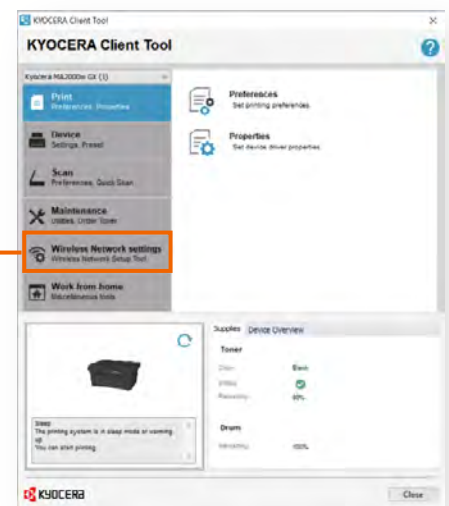 KYOCERA Client Tool
KYOCERA Client Tool
Kyocera MA2000w GX (1)
Print
Preferences, Properties
Preferences
Set printing preferences.
Device
Settings, Preset
Properties
Set device driver properties.
Scan
Preferences, Quick Scan
Maintenance
Utilities, Order Toner
Wireless Network settings
Wireless Network Setup Tool
Work from home
Miscellaneous tools
Supplies
Device Overview
Toner
Color:
Black
Status:
Remaining:
60%
Sleep
The printing system is in sleep mode or warming up.
You can start printing.
Drum
Remaining:
100%
KYOCERA
Close